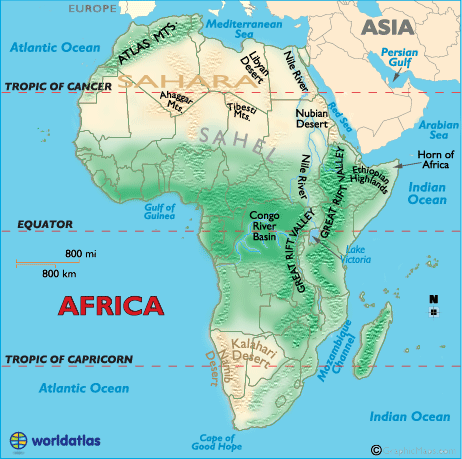 EUROPE
Mediterranean
Sea
ASIA
Atlantic Ocean
ATLAS MTS.
Libyan
Desert
Nile River
Persian
Gulf
SAHARA
TROPIC OF CANCER
Ahaggar
Mts.
Tibesti
Mts.
Nubian
Desert
Red Sea
Arabian
Sea
SAHEL
Nile River
GREAT RIFT VALLEY
Ethiopian
Highlands
Horn of
Africa
Indian
Ocean
Gulf of
Guinea
Congo
River
Basin
GREAT RIFT VALLEY
EQUATOR
Lake
Victoria
800 mi
800 km
AFRICA
N
Mozambique
Channel
TROPIC OF CAPRICORN
Kalahari
Desert
Namib
Desert
Atlantic Ocean
Indian Ocean
Cape of
Good Hope
worldatlas
© GraphicMaps.com